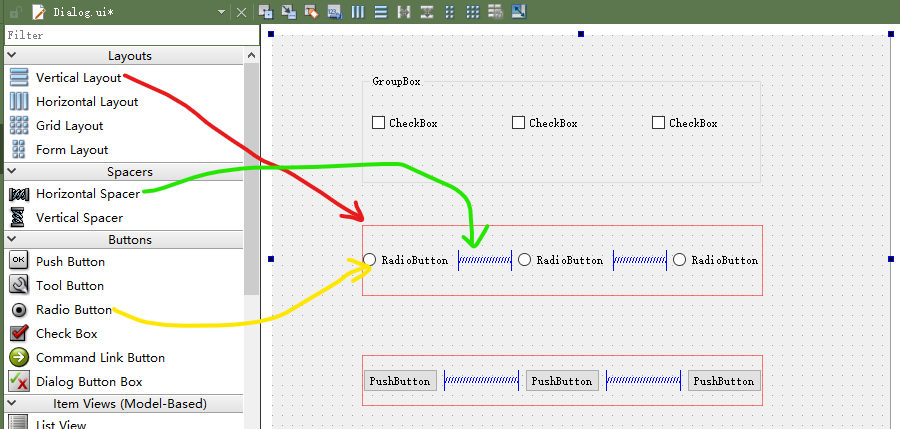 Dialog.ui*
Filter
Layouts
Vertical Layout
Horizontal Layout
Grid Layout
Form Layout
Spacers
Horizontal Spacer
Vertical Spacer
Buttons
OK Push Button
Tool Button
Radio Button
Check Box
Command Link Button
Dialog Button Box
Item Views (Model-Based)
List View
GroupBox
CheckBox CheckBox CheckBox
RadioButton RadioButton RadioButton
PushButton PushButton PushButton